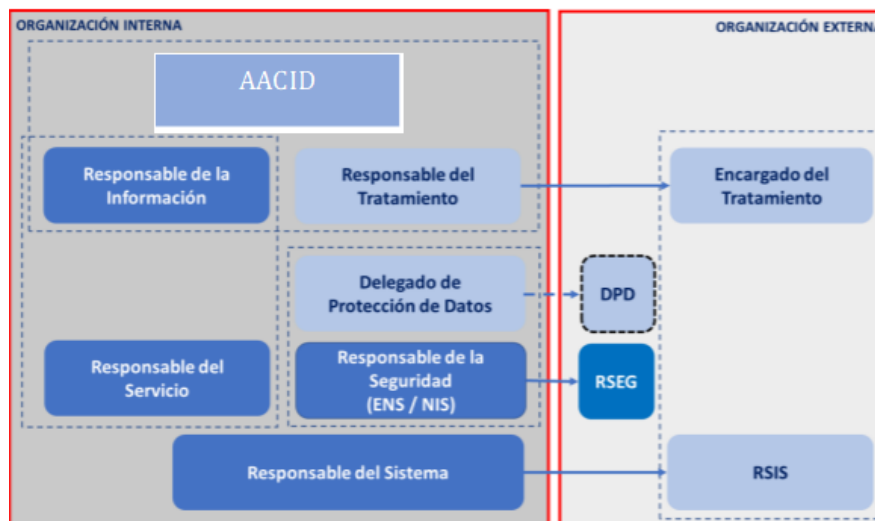 ORGANIZACIÓN INTERNA
ORGANIZACIÓN EXTERNA
AACID
Responsable de la
Información
Responsable del
Tratamiento
Encargado del
Tratamiento
Delegado de
Protección de Datos
DPD
Responsable del
Servicio
Responsable de la
Seguridad
(ENS / NIS)
RSEG
Responsable del Sistema
RSIS